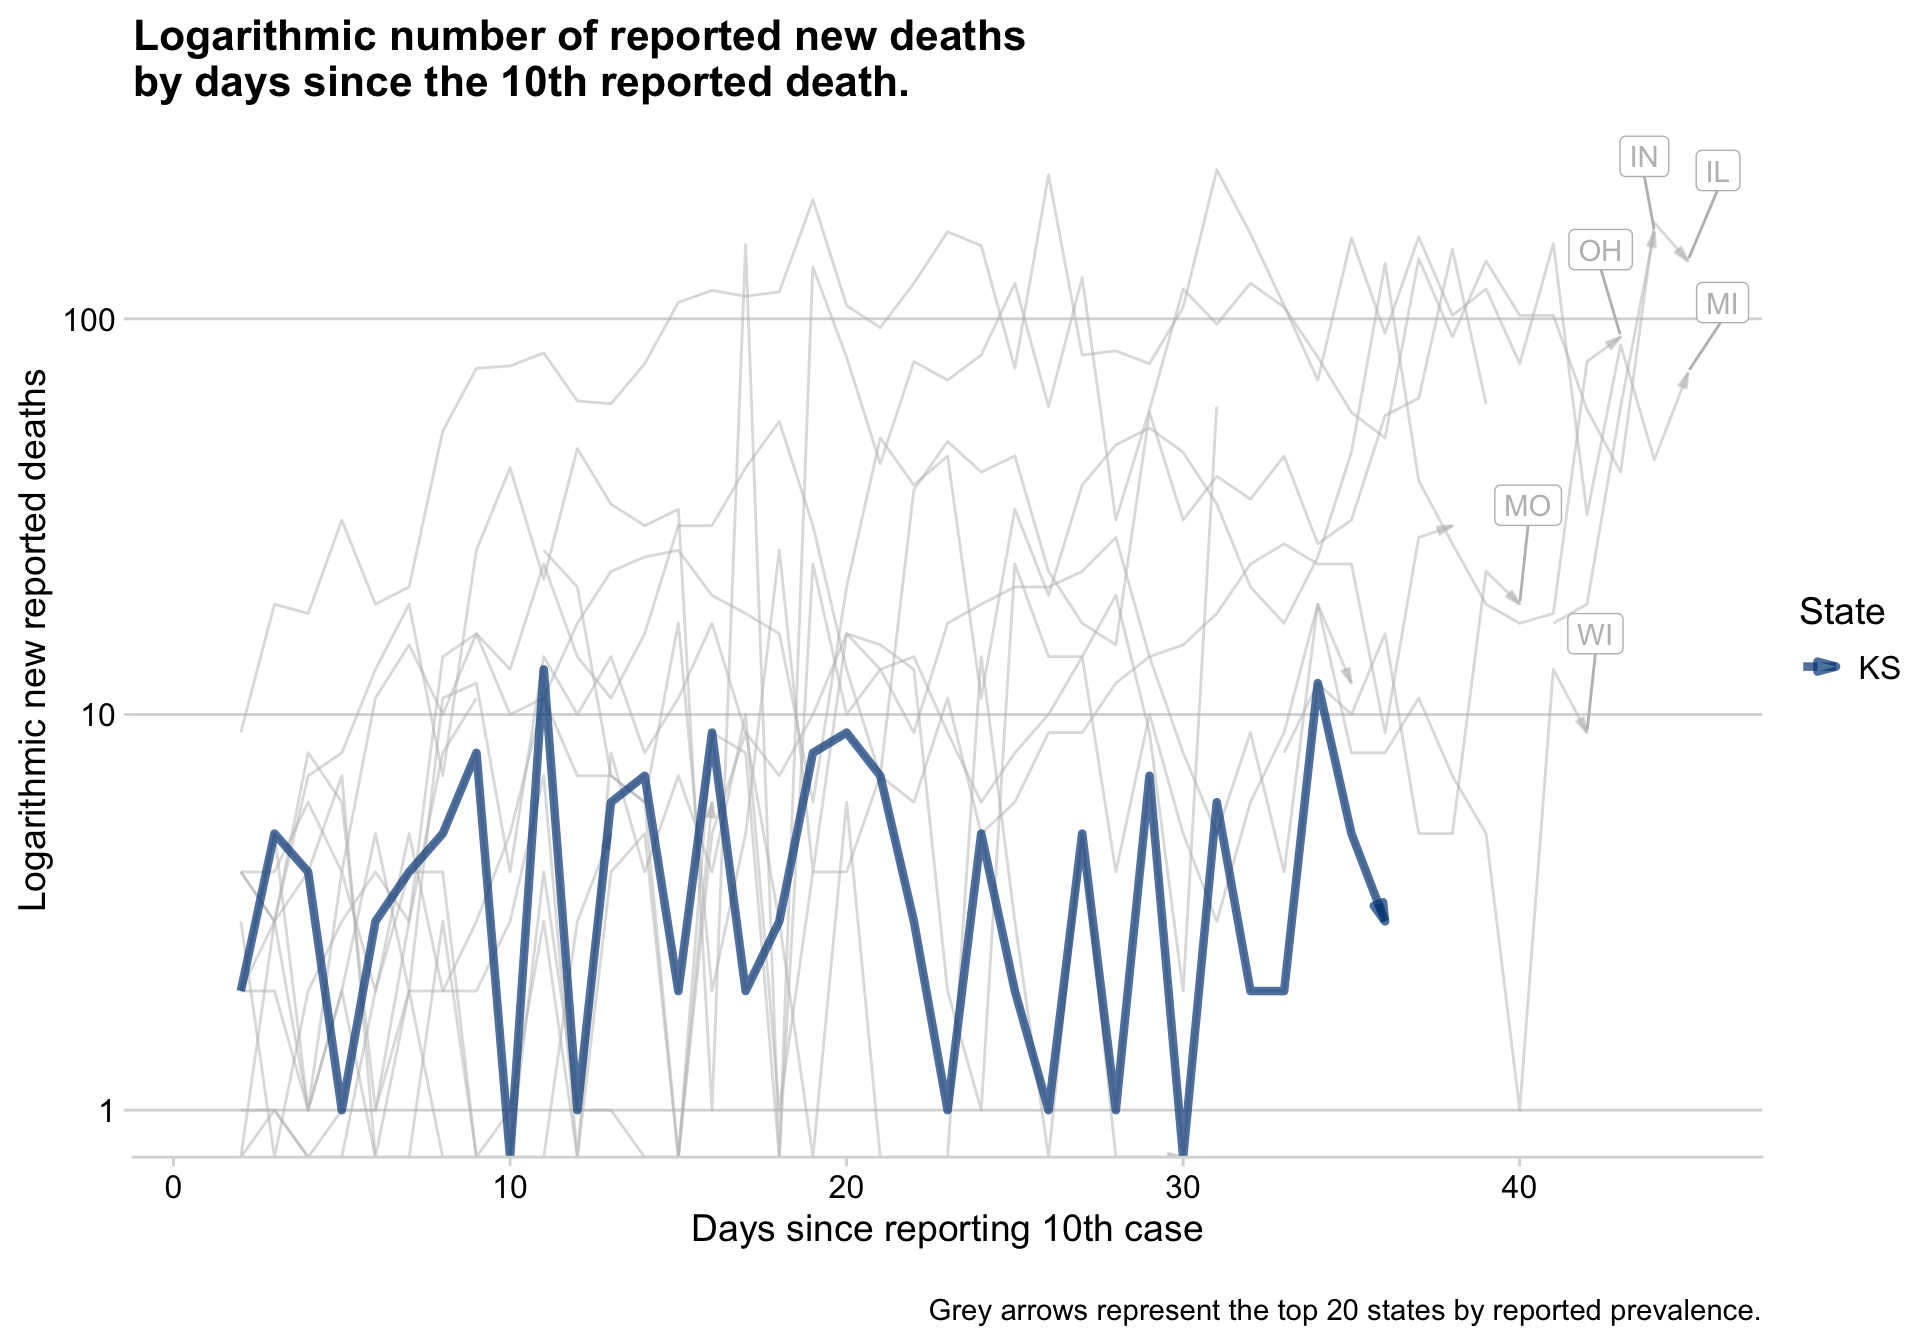 Logarithmic number of reported new deaths
by days since the 10th reported death.
IN
IL
OH
MI
100
MO
WI
10
1
Logarithmic new reported deaths
State
KS
0 10 20 30 40
Days since reporting 10th case
Grey arrows represent the top 20 states by reported prevalence.